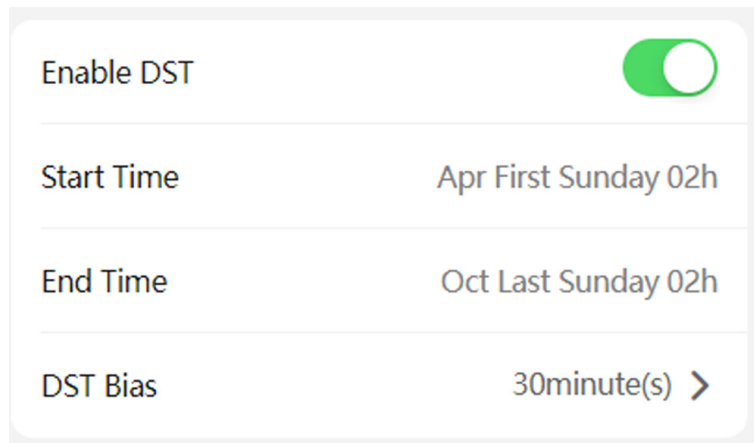 Enable DST
Start Time Apr First Sunday 02h
End Time Oct Last Sunday 02h
DST Bias 30minute(s)